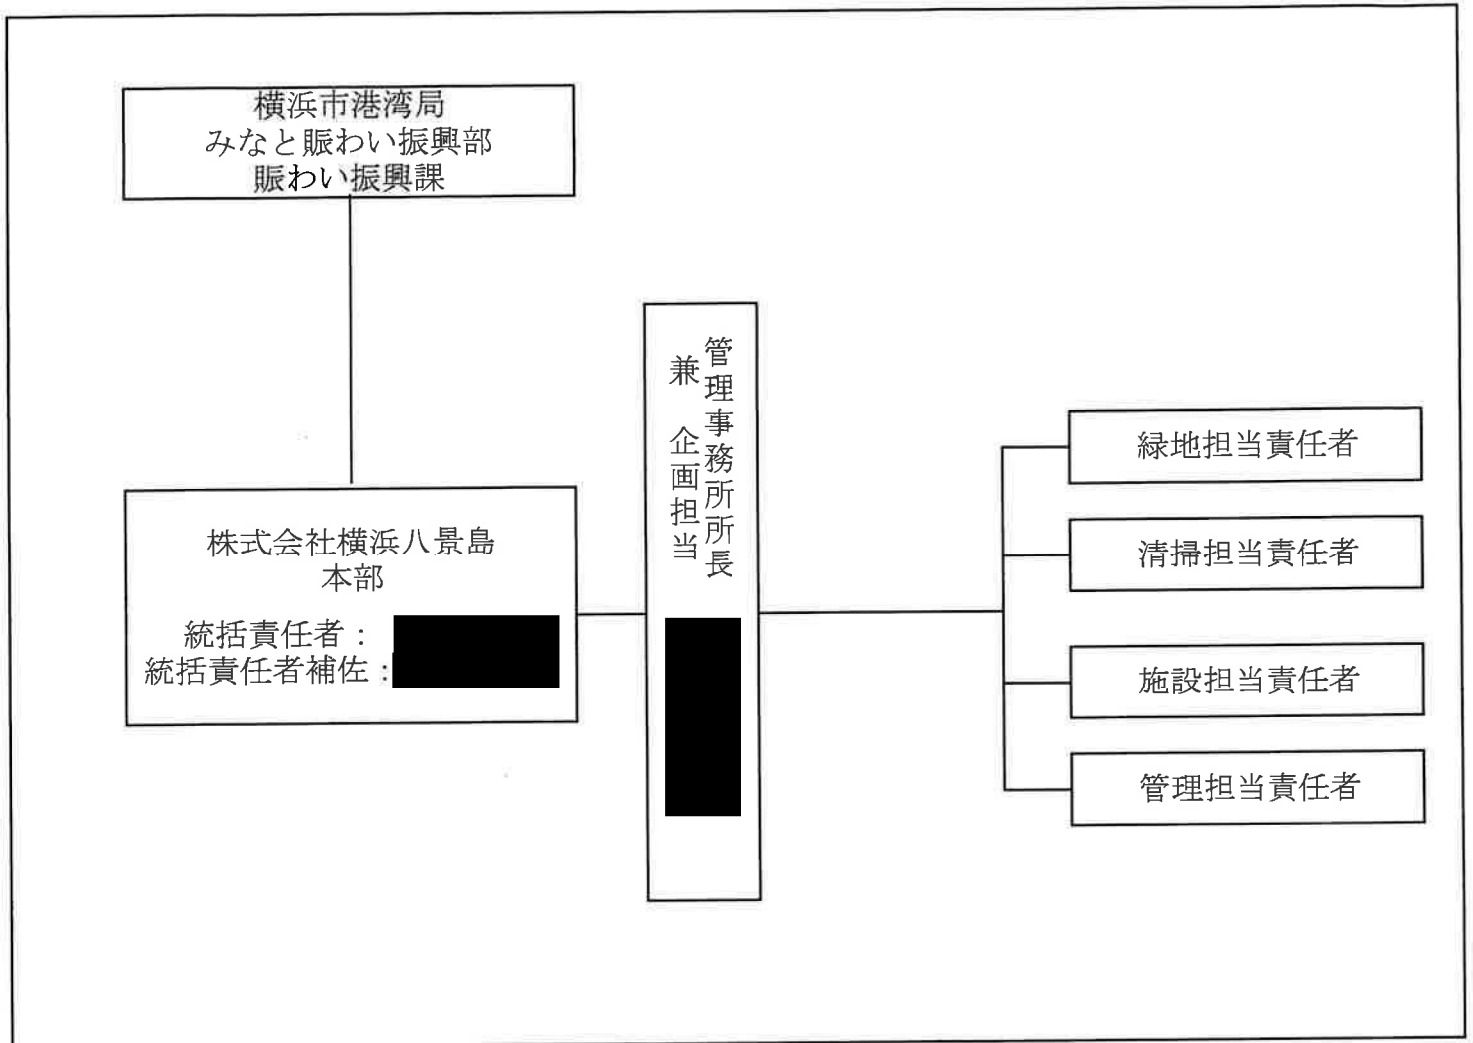 横浜市港湾局
みなと賑わい振興部
賑わい振興課
株式会社横浜八景島
本部
統括責任者：
統括責任者補佐：
管理事務所所長
兼　企画担当
緑地担当責任者
清掃担当責任者
施設担当責任者
管理担当責任者